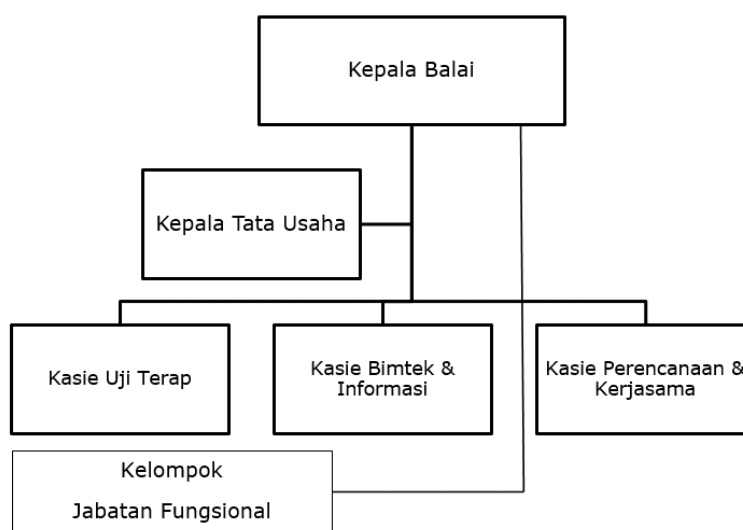 Kepala Balai
Kepala Tata Usaha
Kasie Uji Terap
Kasie Bimtek &
Informasi
Kasie Perencanaan &
Kerjasama
Kelompok
Jabatan Fungsional